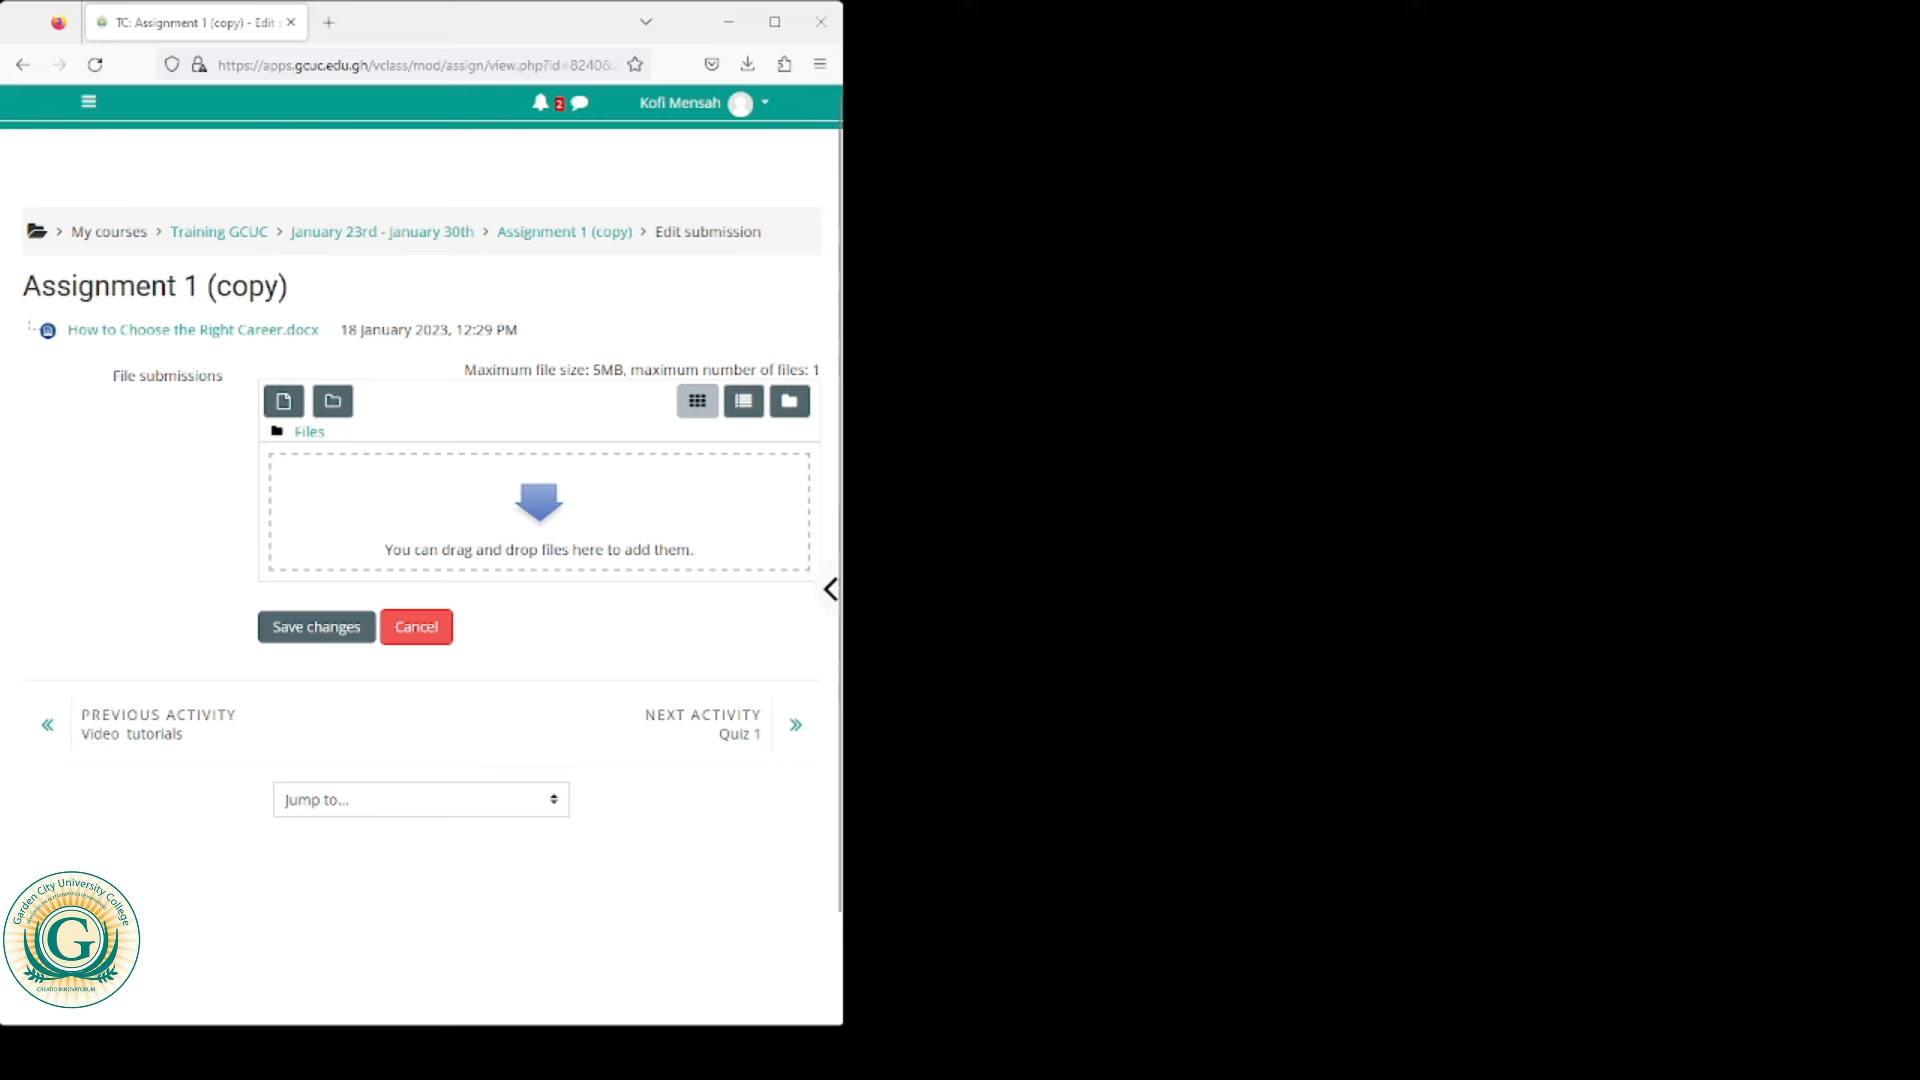 TC: Assignment 1 (copy) - Edit
https://apps.gcuc.edu.gh/vclass/mod/assign/view.php?id=8240&
2
Kofi Mensah
> My courses > Training GCUC > January 23rd - January 30th > Assignment 1 (copy) > Edit submission
Assignment 1 (copy)
How to Choose the Right Career.docx 18 January 2023, 12:29 PM
File submissions
Maximum file size: 5MB, maximum number of files: 1
Files
You can drag and drop files here to add them.
Save changes Cancel
PREVIOUS ACTIVITY
Video tutorials
NEXT ACTIVITY
Quiz 1
Jump to...
Garden City University College
G
CREATIO INNOVATORUM